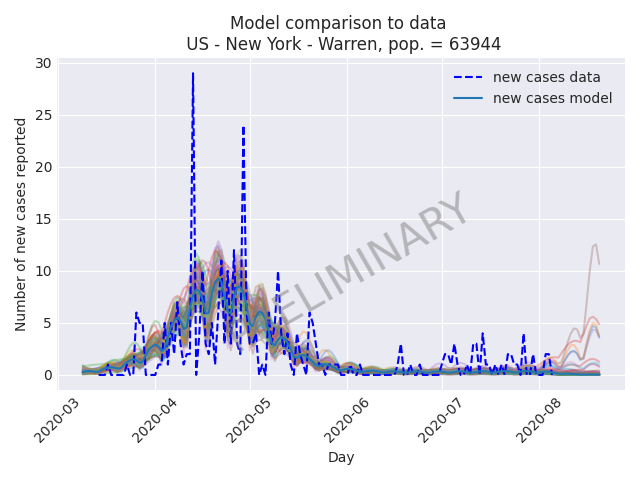 Model comparison to data
US - New York - Warren, pop. = 63944
30
25
20
15
10
5
0
Number of new cases reported
new cases data
new cases model
2020-03
2020-04
2020-05
2020-06
2020-07
2020-08
Day